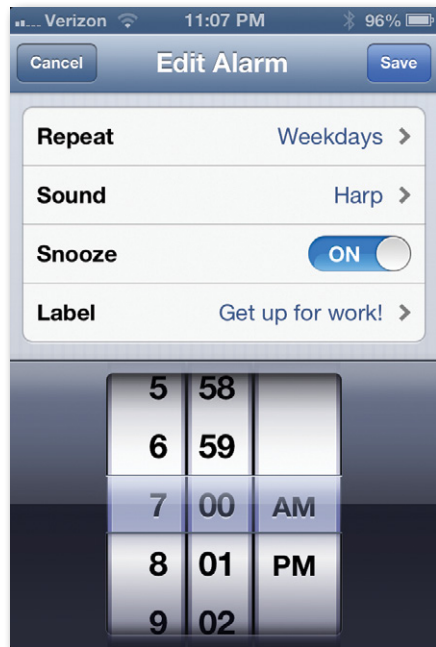 Verizon 11:07 PM 96%
Cancel Edit Alarm Save
Repeat Weekdays
Sound Harp
Snooze ON
Label Get up for work!
5 58
6 59
7 00 AM
8 01 PM
9 02